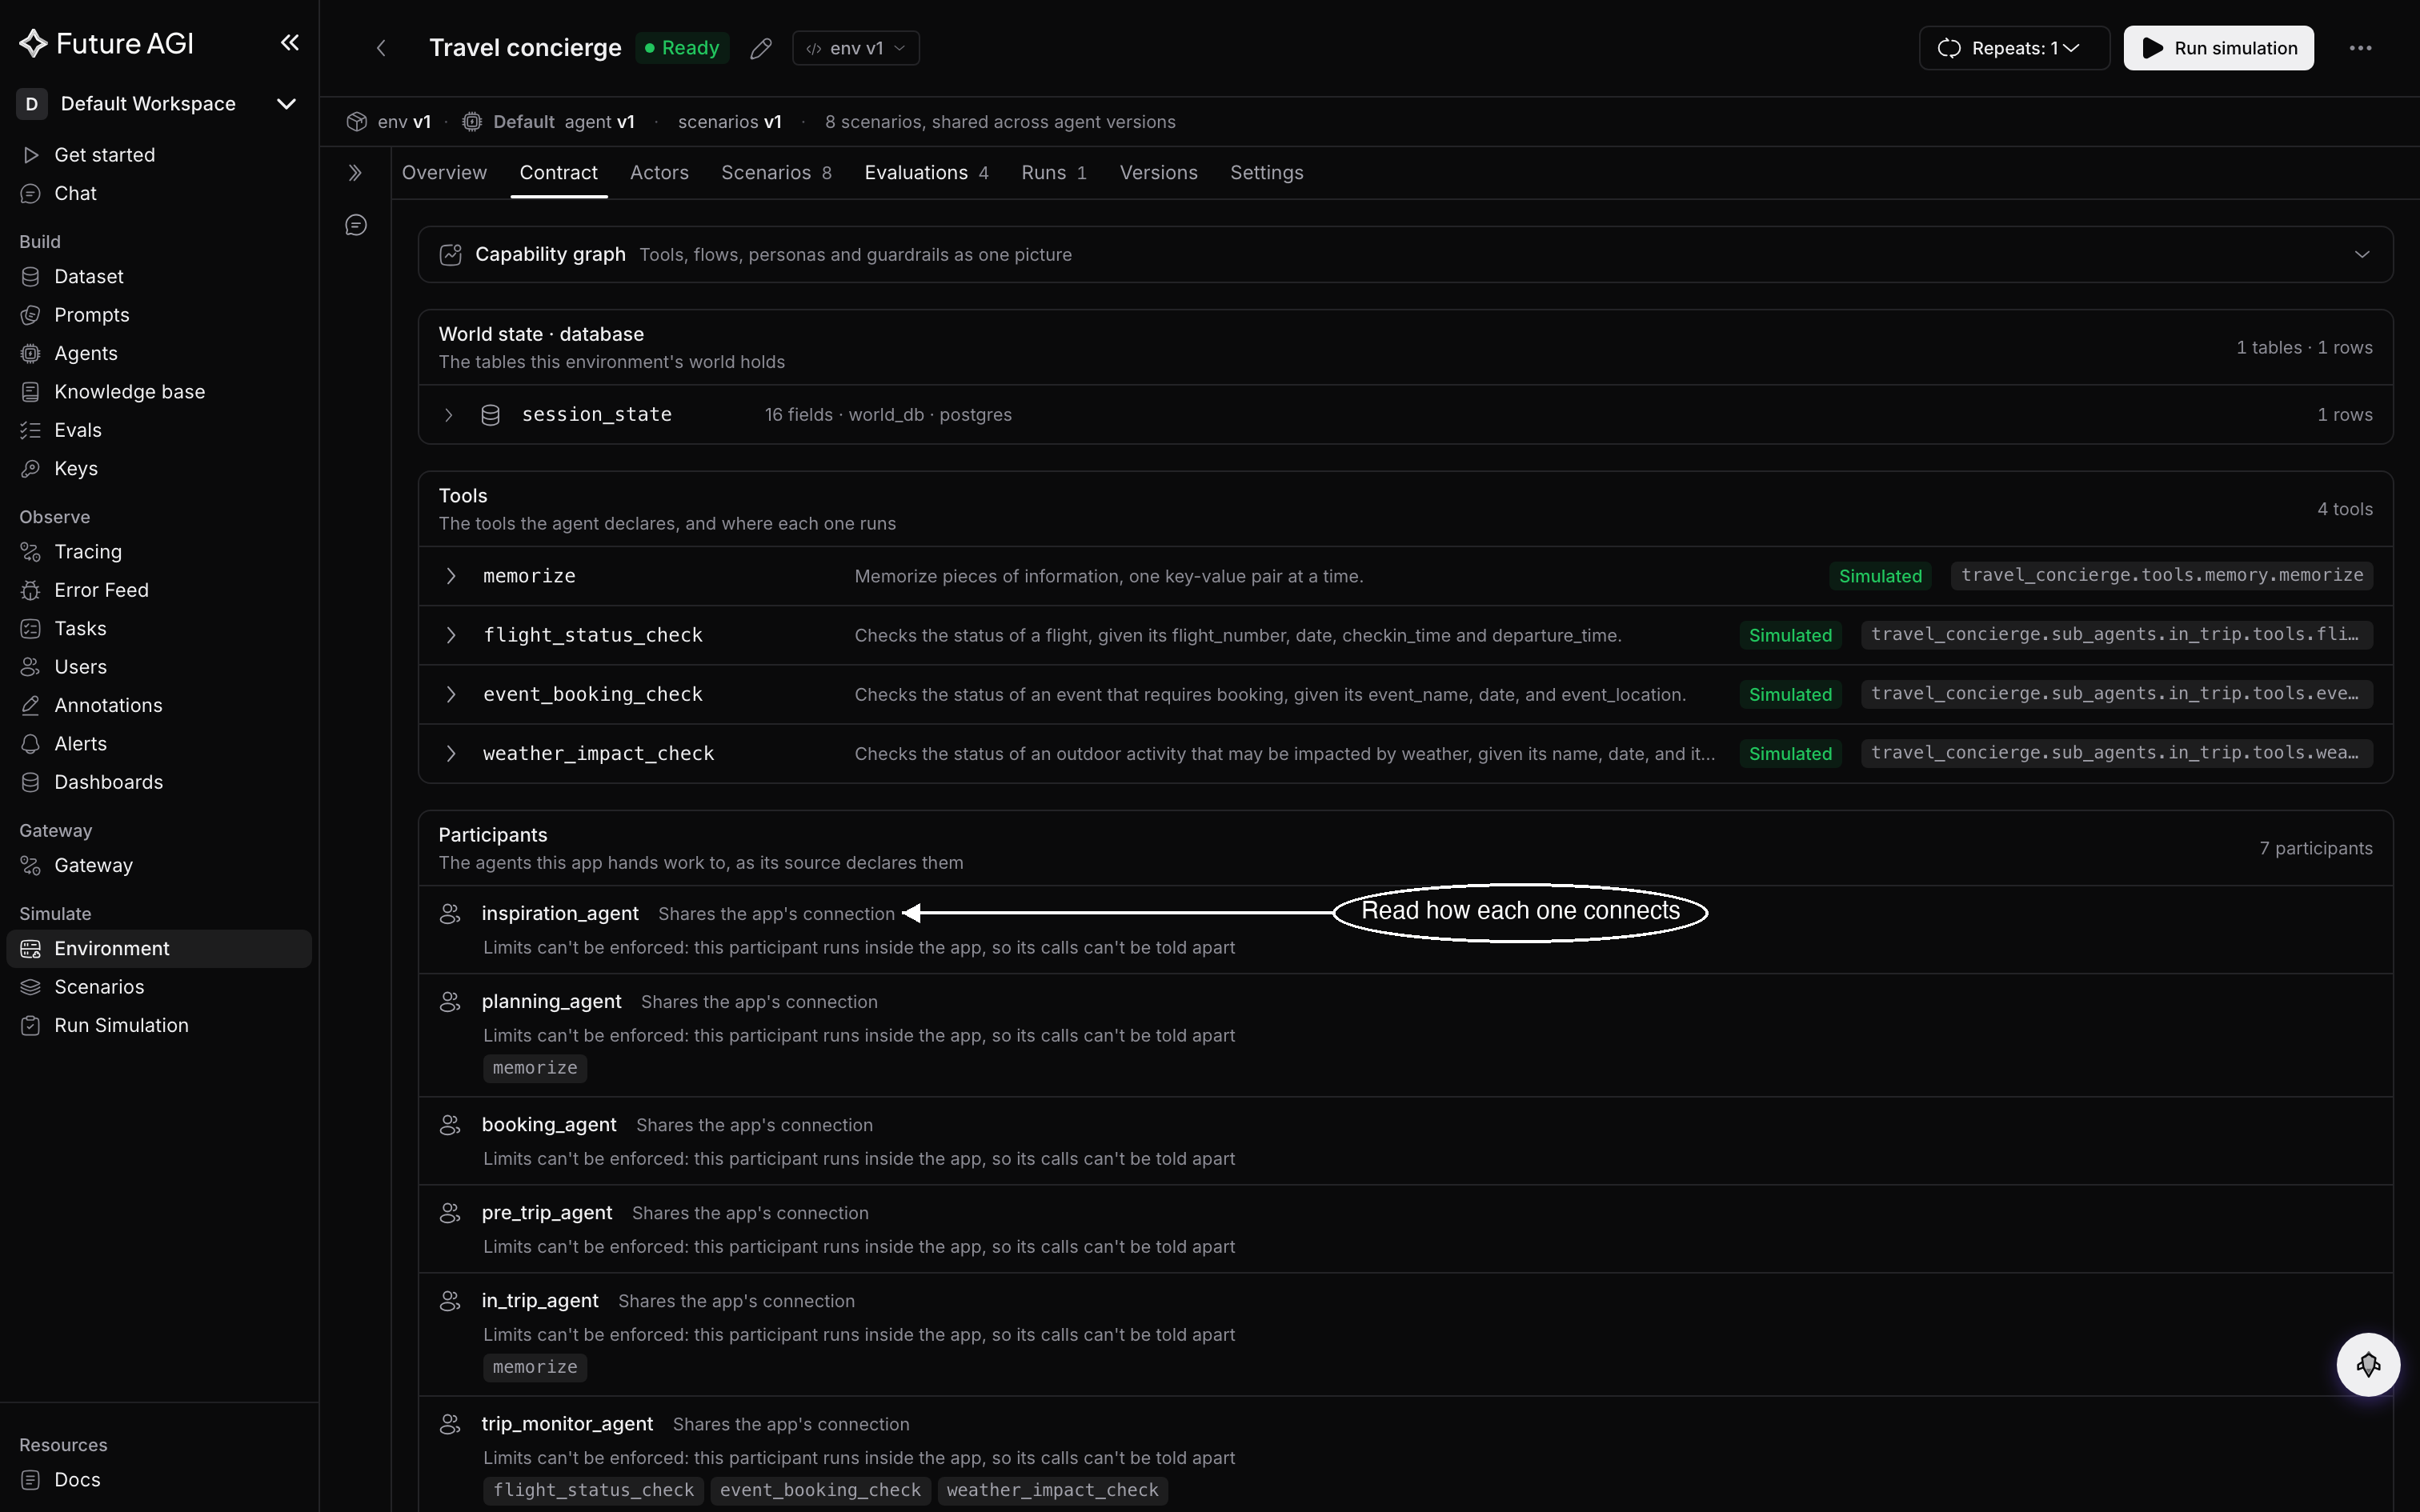 Future AGI
D Default Workspace
Get started
Chat
Build
Dataset
Prompts
Agents
Knowledge base
Evals
Keys
Observe
Tracing
Error Feed
Tasks
Users
Annotations
Alerts
Dashboards
Gateway
Gateway
Simulate
Environment
Scenarios
Run Simulation
Resources
Docs
Travel concierge Ready env v1 Repeats: 1 Run simulation
env v1 · Default agent v1 · scenarios v1 · 8 scenarios, shared across agent versions
Overview Contract Actors Scenarios 8 Evaluations 4 Runs 1 Versions Settings
Capability graph Tools, flows, personas and guardrails as one picture
World state · database
The tables this environment's world holds
1 tables · 1 rows
session_state 16 fields · world_db · postgres 1 rows
Tools
The tools the agent declares, and where each one runs
4 tools
memorize Memorize pieces of information, one key-value pair at a time. Simulated travel_concierge.tools.memory.memorize
flight_status_check Checks the status of a flight, given its flight_number, date, checkin_time and departure_time. Simulated travel_concierge.sub_agents.in_trip.tools.fli…
event_booking_check Checks the status of an event that requires booking, given its event_name, date, and event_location. Simulated travel_concierge.sub_agents.in_trip.tools.eve…
weather_impact_check Checks the status of an outdoor activity that may be impacted by weather, given its name, date, and it… Simulated travel_concierge.sub_agents.in_trip.tools.wea…
Participants
The agents this app hands work to, as its source declares them
7 participants
inspiration_agent Shares the app's connection Read how each one connects
Limits can't be enforced: this participant runs inside the app, so its calls can't be told apart
planning_agent Shares the app's connection
Limits can't be enforced: this participant runs inside the app, so its calls can't be told apart
memorize
booking_agent Shares the app's connection
Limits can't be enforced: this participant runs inside the app, so its calls can't be told apart
pre_trip_agent Shares the app's connection
Limits can't be enforced: this participant runs inside the app, so its calls can't be told apart
in_trip_agent Shares the app's connection
Limits can't be enforced: this participant runs inside the app, so its calls can't be told apart
memorize
trip_monitor_agent Shares the app's connection
Limits can't be enforced: this participant runs inside the app, so its calls can't be told apart
flight_status_check event_booking_check weather_impact_check